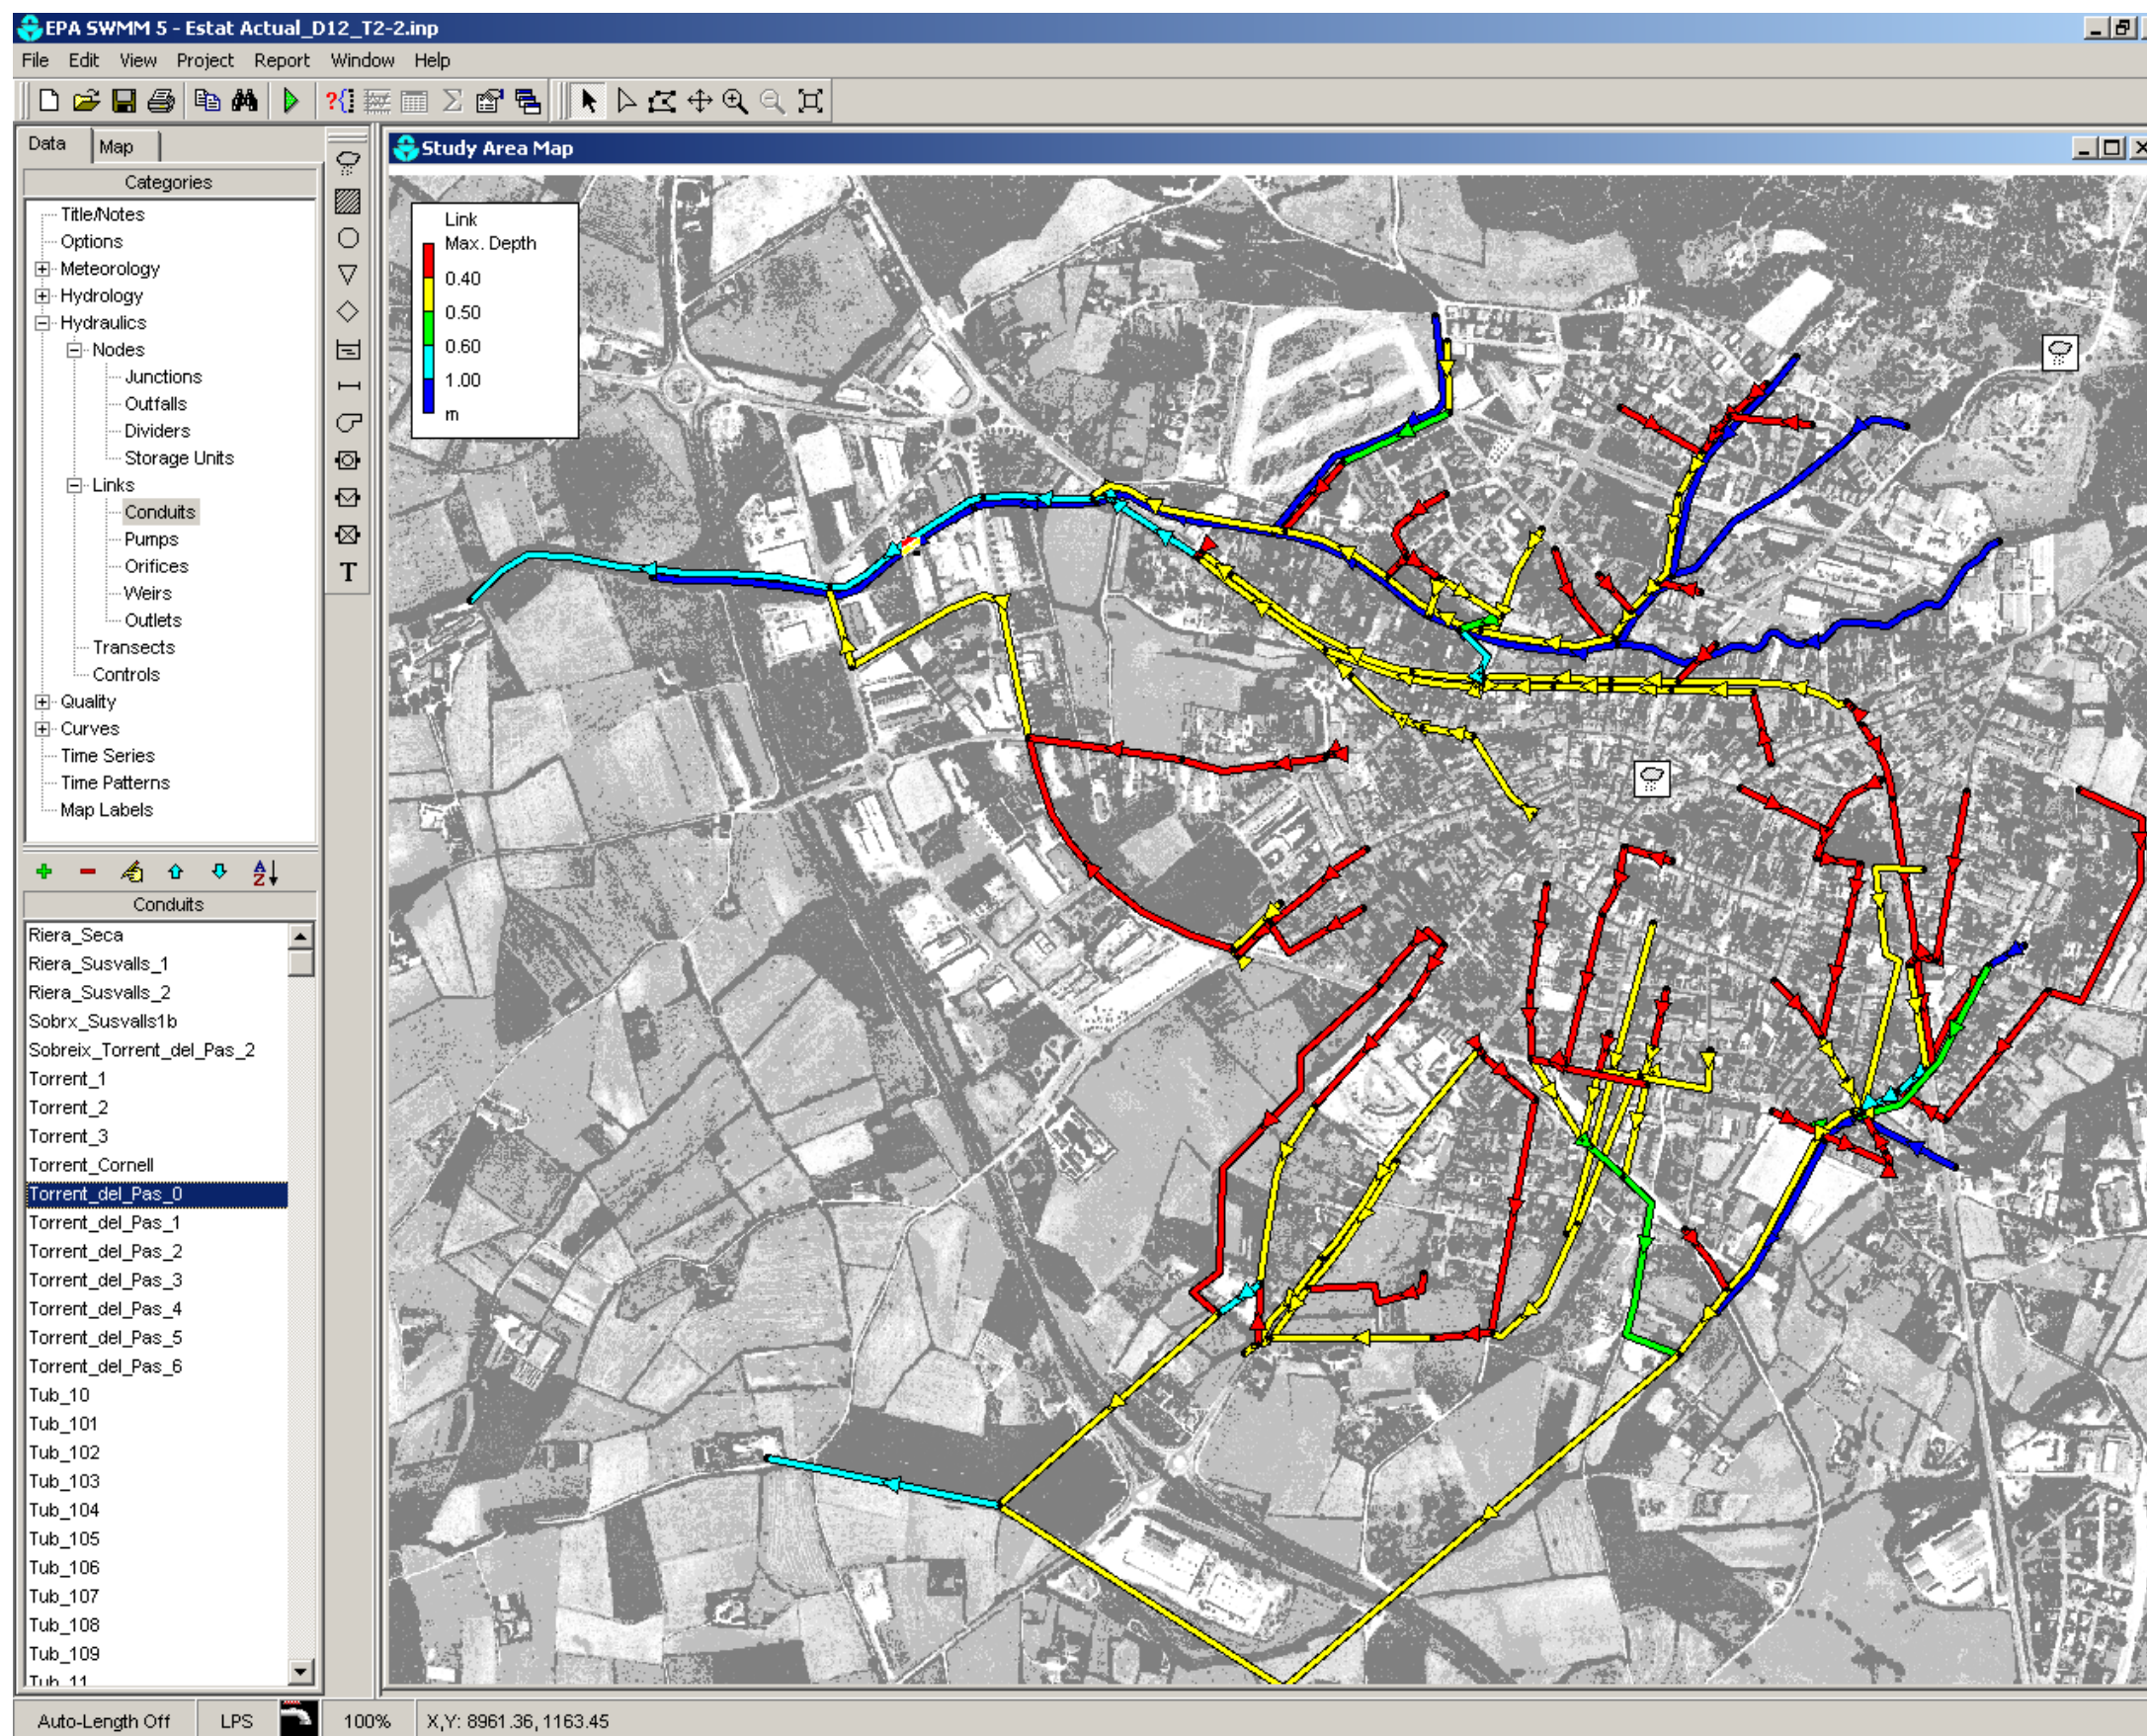 EPA SWMM 5 - Estat Actual_D12_T2-2.inp
File Edit View Project Report Window Help
?{}
Σ
Data Map
Categories
Title/Notes
Options
Meteorology
Hydrology
Hydraulics
Nodes
Junctions
Outfalls
Dividers
Storage Units
Links
Conduits
Pumps
Orifices
Weirs
Outlets
Transects
Controls
Quality
Curves
Time Series
Time Patterns
Map Labels
A
Z
Conduits
Riera_Seca
Riera_Susvalls_1
Riera_Susvalls_2
Sobrx_Susvalls1b
Sobreix_Torrent_del_Pas_2
Torrent_1
Torrent_2
Torrent_3
Torrent_Cornell
Torrent_del_Pas_0
Torrent_del_Pas_1
Torrent_del_Pas_2
Torrent_del_Pas_3
Torrent_del_Pas_4
Torrent_del_Pas_5
Torrent_del_Pas_6
Tub_10
Tub_101
Tub_102
Tub_103
Tub_104
Tub_105
Tub_106
Tub_107
Tub_108
Tub_109
Tub_11
T
Study Area Map
Link
Max. Depth
0.40
0.50
0.60
1.00
m
Auto-Length Off LPS 100% X,Y: 8961.36, 1163.45